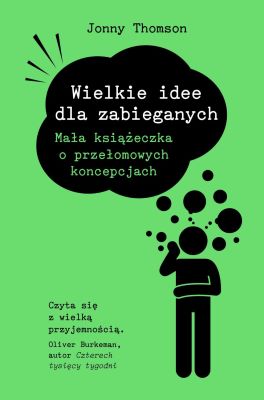 Jonny Thomson
Wielkie idee
dla zabieganych
Mała książeczka
o przełomowych
koncepcjach
Czyta się
z wielką
przyjemnością.
Oliver Burkeman,
autor Czterech
tysięcy tygodni